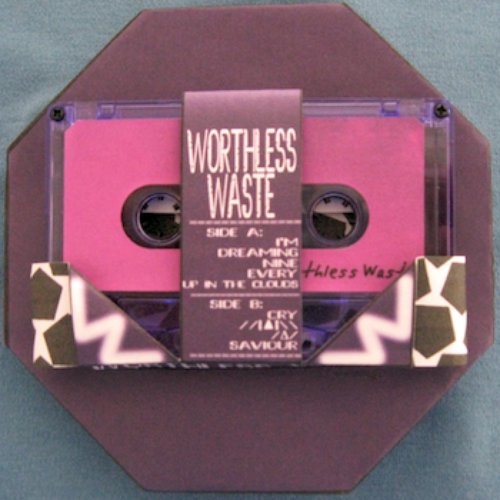 WORTHLESS
WASTE
SIDE A:
I'M
DREAMING
NINE
EVERY
UP IN THE CLOUDS
thless Wast
SIDE B:
CRY
SAVIOUR